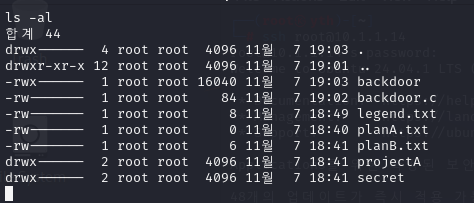 ls -al
합계 44
drwx------  4 root root  4096 11월  7 19:03 .
drwxr-xr-x 12 root root  4096 11월  7 19:01 ..
-rwx------  1 root root 16040 11월  7 19:03 backdoor
-rw-------  1 root root    84 11월  7 19:02 backdoor.c
-rw-------  1 root root     8 11월  7 18:49 legend.txt
-rw-------  1 root root     0 11월  7 18:40 planA.txt
-rw-------  1 root root     6 11월  7 18:41 planB.txt
drwx------  2 root root  4096 11월  7 18:41 projectA
drwx------  2 root root  4096 11월  7 18:41 secret